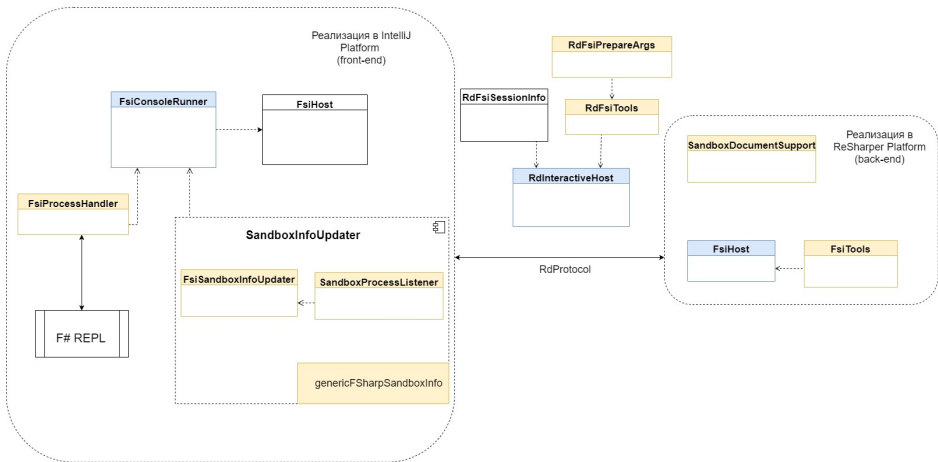 Реализация в IntelliJ
Platform
(front-end)
FsiConsoleRunner
FsiHost
FsiProcessHandler
F# REPL
SandboxInfoUpdater
FsiSandboxInfoUpdater
SandboxProcessListener
genericFSharpSandboxInfo
RdFsiPrepareArgs
RdFsiSessionInfo
RdFsiTools
RdInteractiveHost
RdProtocol
Реализация в
ReSharper Platform
(back-end)
SandboxDocumentSupport
FsiHost
FsiTools